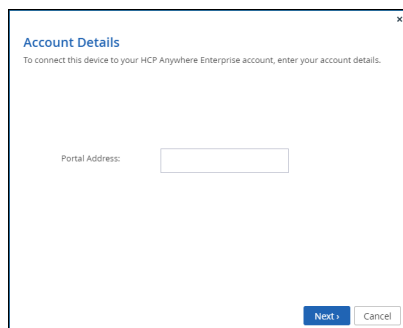 ×
Account Details
To connect this device to your HCP Anywhere Enterprise account, enter your account details.
Portal Address:
Next ›
Cancel